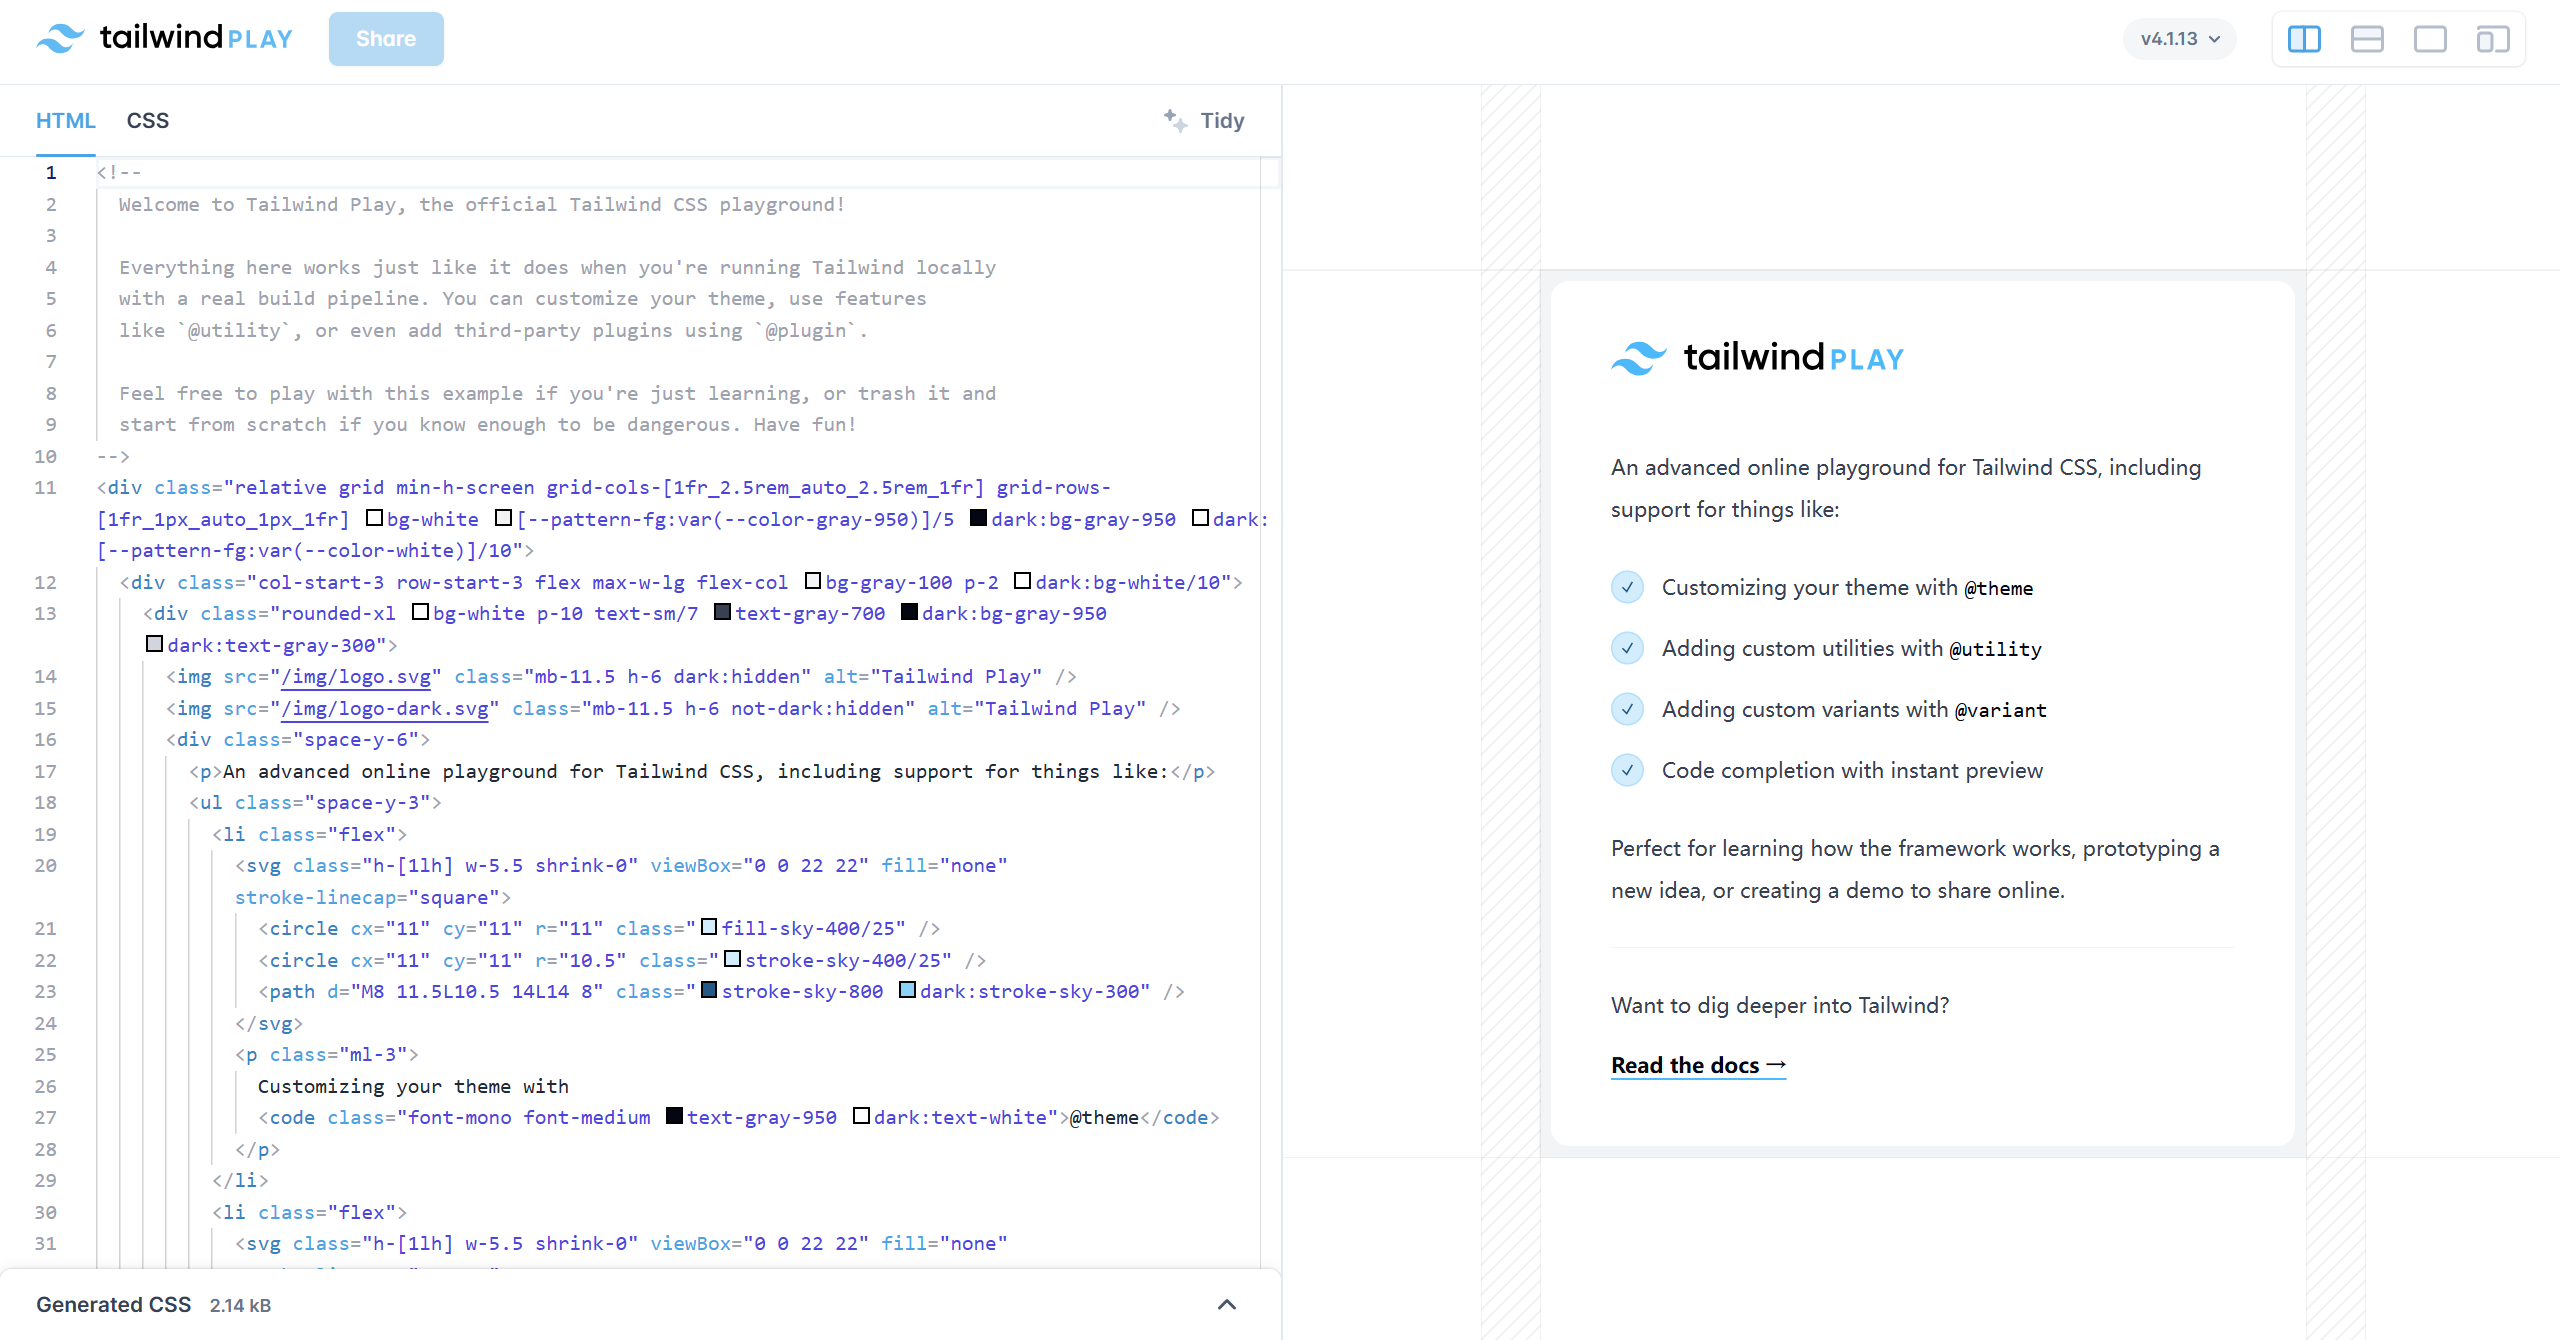 tailwind PLAY
Share
v4.1.13
HTML
CSS
Tidy
1 <!--
2 Welcome to Tailwind Play, the official Tailwind CSS playground!
3
4 Everything here works just like it does when you're running Tailwind locally
5 with a real build pipeline. You can customize your theme, use features
6 like `@utility`, or even add third-party plugins using `@plugin`.
7
8 Feel free to play with this example if you're just learning, or trash it and
9 start from scratch if you know enough to be dangerous. Have fun!
10 -->
11 <div class="relative grid min-h-screen grid-cols-[1fr_2.5rem_auto_2.5rem_1fr] grid-rows-
[1fr_1px_auto_1px_1fr] bg-white [--pattern-fg:var(--color-gray-950)]/5 dark:bg-gray-950 dark:
[--pattern-fg:var(--color-white)]/10">
12 <div class="col-start-3 row-start-3 flex max-w-lg flex-col bg-gray-100 p-2 dark:bg-white/10">
13 <div class="rounded-xl bg-white p-10 text-sm/7 text-gray-700 dark:bg-gray-950
dark:text-gray-300">
14 <img src="/img/logo.svg" class="mb-11.5 h-6 dark:hidden" alt="Tailwind Play" />
15 <img src="/img/logo-dark.svg" class="mb-11.5 h-6 not-dark:hidden" alt="Tailwind Play" />
16 <div class="space-y-6">
17 <p>An advanced online playground for Tailwind CSS, including support for things like:</p>
18 <ul class="space-y-3">
19 <li class="flex">
20 <svg class="h-[1lh] w-5.5 shrink-0" viewBox="0 0 22 22" fill="none"
stroke-linecap="square">
21 <circle cx="11" cy="11" r="11" class="fill-sky-400/25" />
22 <circle cx="11" cy="11" r="10.5" class="stroke-sky-400/25" />
23 <path d="M8 11.5L10.5 14L14 8" class="stroke-sky-800 dark:stroke-sky-300" />
24 </svg>
25 <p class="ml-3">
26 Customizing your theme with
27 <code class="font-mono font-medium text-gray-950 dark:text-white">@theme</code>
28 </p>
29 </li>
30 <li class="flex">
31 <svg class="h-[1lh] w-5.5 shrink-0" viewBox="0 0 22 22" fill="none"
Generated CSS 2.14 kB
tailwind PLAY
An advanced online playground for Tailwind CSS, including
support for things like:
Customizing your theme with @theme
Adding custom utilities with @utility
Adding custom variants with @variant
Code completion with instant preview
Perfect for learning how the framework works, prototyping a
new idea, or creating a demo to share online.
Want to dig deeper into Tailwind?
Read the docs →